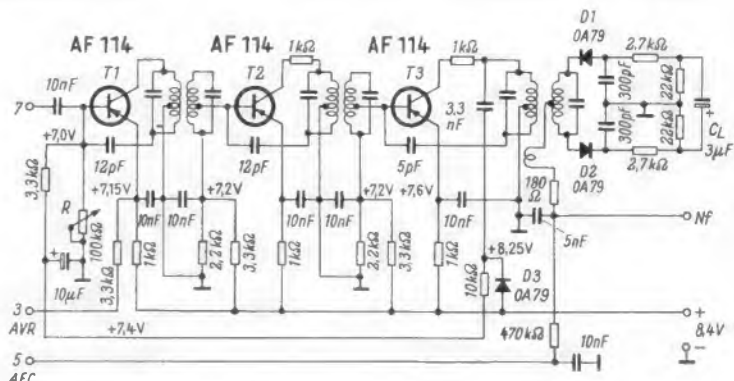 D1
0A79
AF 114
AF 114
AF 114
1kΩ
1kΩ
2,7kΩ
10nF
T1
T2
T3
300pF
22kΩ
7
3,3
nF
300pF
22kΩ
CL
+
3μF
+7,0V
12pF
12pF
5pF
D2
0A79
2,7kΩ
3,3kΩ
+7,15V
+7,2V
+7,2V
+7,6V
180
Ω
R
100kΩ
10nF
10nF
10nF
10nF
10nF
Nf
5nF
+8,25V
+
10μF
3,3kΩ
1kΩ
2,2kΩ
3,3kΩ
1kΩ
2,2kΩ
3,3kΩ
1kΩ
10kΩ
D3
0A79
3
AVR
+7,4V
+
8,4V
-
470kΩ
10nF
5
AFC